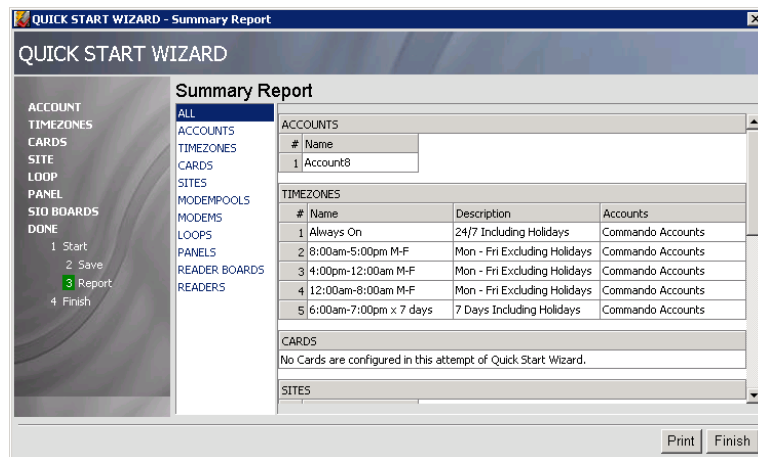 QUICK START WIZARD - Summary Report
QUICK START WIZARD
ACCOUNT
TIMEZONES
CARDS
SITE
LOOP
PANEL
SIO BOARDS
DONE
1 Start
2 Save
3 Report
4 Finish
Summary Report
ALL
ACCOUNTS
TIMEZONES
CARDS
SITES
MODEMPOOLS
MODEMS
LOOPS
PANELS
READER BOARDS
READERS
ACCOUNTS
# Name
1 Account8
TIMEZONES
# Name Description Accounts
1 Always On 24/7 Including Holidays Commando Accounts
2 8:00am-5:00pm M-F Mon - Fri Excluding Holidays Commando Accounts
3 4:00pm-12:00am M-F Mon - Fri Excluding Holidays Commando Accounts
4 12:00am-8:00am M-F Mon - Fri Excluding Holidays Commando Accounts
5 6:00am-7:00pm x 7 days 7 Days Including Holidays Commando Accounts
CARDS
No Cards are configured in this attempt of Quick Start Wizard.
SITES
Print Finish